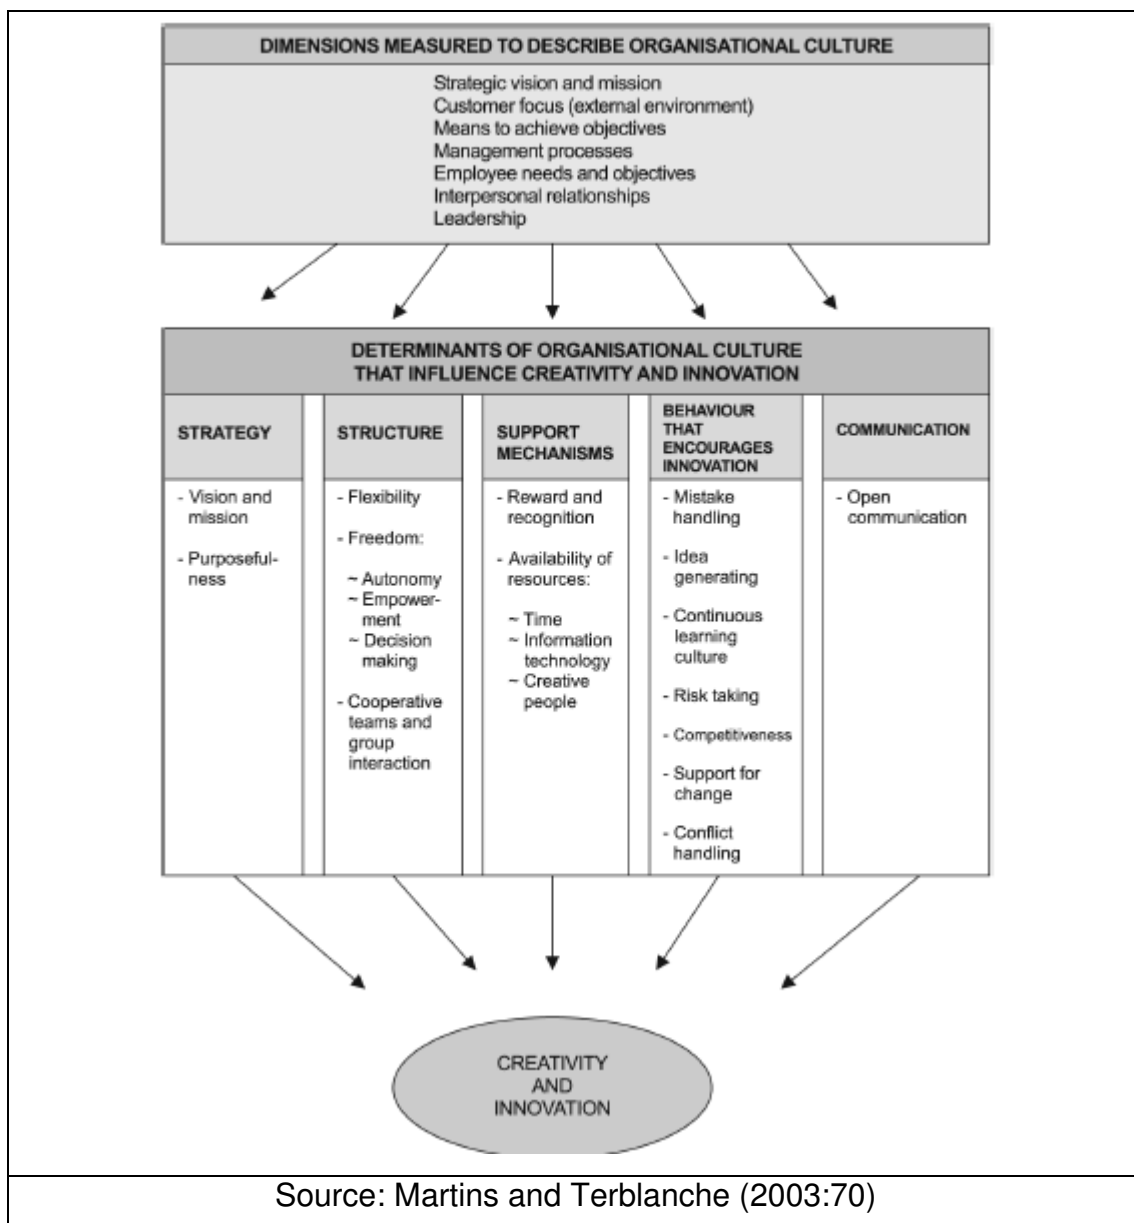 DIMENSIONS MEASURED TO DESCRIBE ORGANISATIONAL CULTURE
Strategic vision and mission
Customer focus (external environment)
Means to achieve objectives
Management processes
Employee needs and objectives
Interpersonal relationships
Leadership
DETERMINANTS OF ORGANISATIONAL CULTURE
THAT INFLUENCE CREATIVITY AND INNOVATION
STRATEGY
- Vision and
mission
- Purposeful-
ness
STRUCTURE
- Flexibility
- Freedom:
~ Autonomy
~ Empower-
ment
~ Decision
making
- Cooperative
teams and
group
interaction
SUPPORT
MECHANISMS
- Reward and
recognition
- Availability of
resources:
~ Time
~ Information
technology
~ Creative
people
BEHAVIOUR
THAT
ENCOURAGES
INNOVATION
- Mistake
handling
- Idea
generating
- Continuous
learning
culture
- Risk taking
- Competitiveness
- Support for
change
- Conflict
handling
COMMUNICATION
- Open
communication
CREATIVITY
AND
INNOVATION
Source: Martins and Terblanche (2003:70)